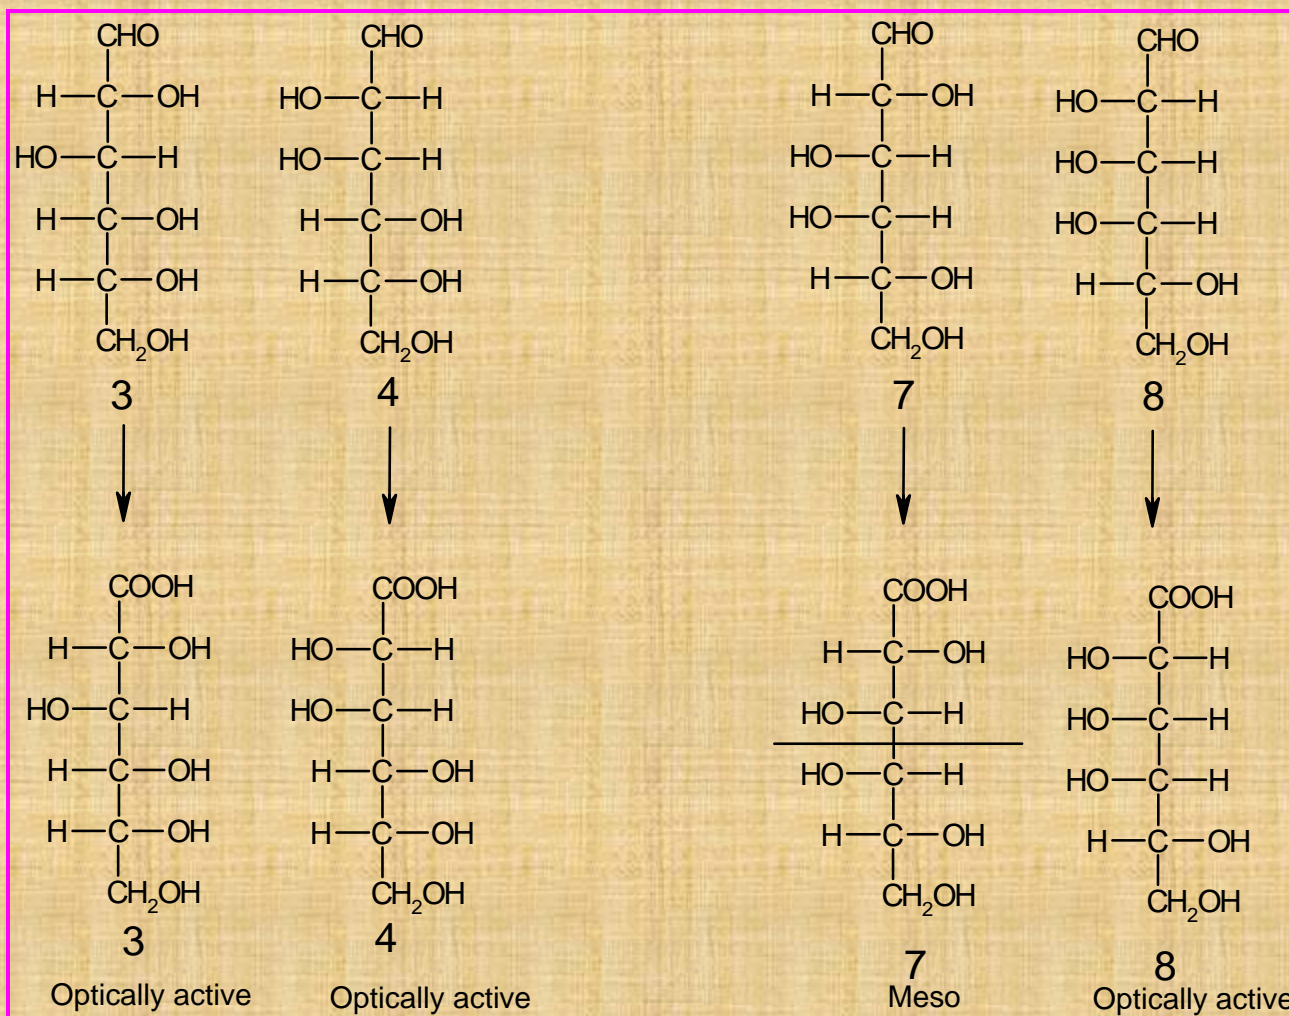 CHO CHO CHO CHO
H—C—OH HO—C—H H—C—OH HO—C—H
HO—C—H HO—C—H HO—C—H HO—C—H
H—C—OH H—C—OH HO—C—H HO—C—H
H—C—OH H—C—OH H—C—OH H—C—OH
CH2OH CH2OH CH2OH CH2OH
3 4 7 8
COOH COOH COOH COOH
H—C—OH HO—C—H H—C—OH HO—C—H
HO—C—H HO—C—H HO—C—H HO—C—H
H—C—OH H—C—OH HO—C—H HO—C—H
H—C—OH H—C—OH H—C—OH H—C—OH
CH2OH CH2OH CH2OH CH2OH
3 4 7 8
Optically active Optically active Meso Optically active